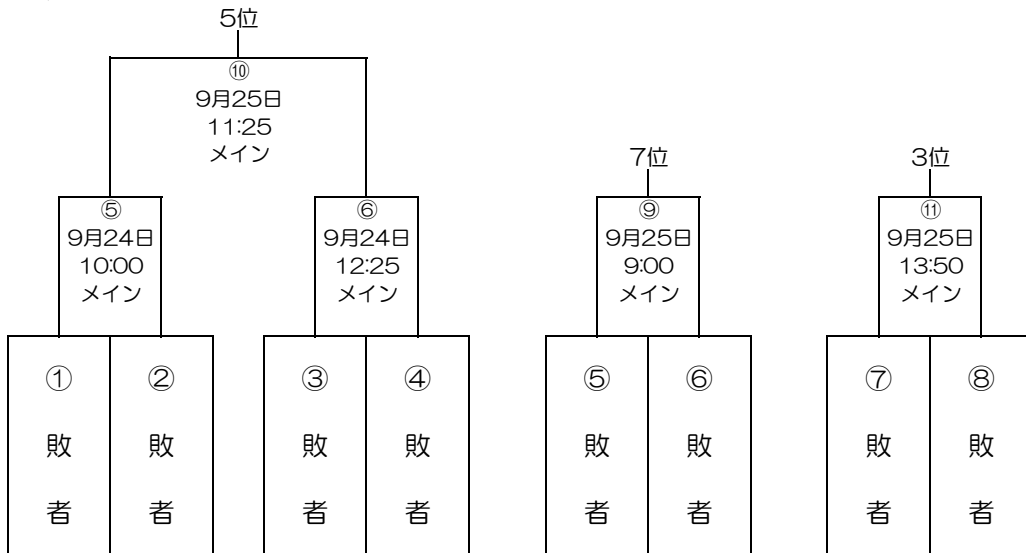 5位
⑩
9月25日
11:25
メイン
7位
3位
⑤
9月24日
10:00
メイン
⑥
9月24日
12:25
メイン
⑨
9月25日
9:00
メイン
⑪
9月25日
13:50
メイン
①敗者
②敗者
③敗者
④敗者
⑤敗者
⑥敗者
⑦敗者
⑧敗者